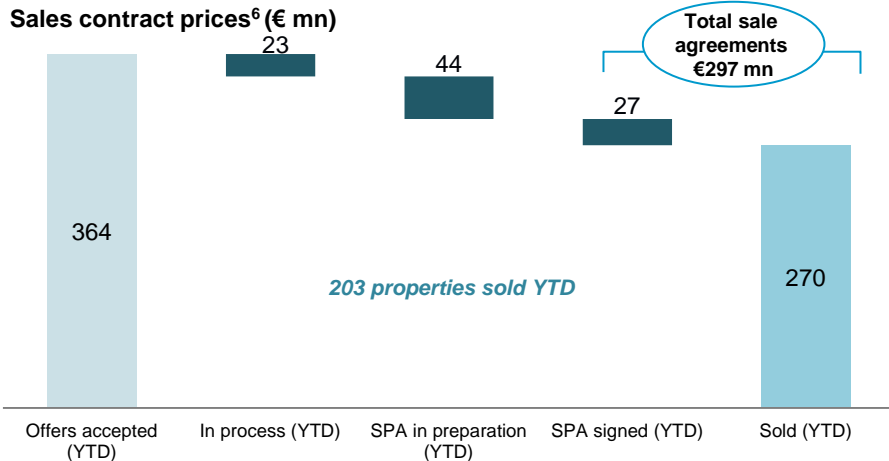 Sales contract prices⁶ (€ mn)
Total sale
agreements
€297 mn
23
44
27
364
270
203 properties sold YTD
Offers accepted
(YTD)
In process (YTD)
SPA in preparation
(YTD)
SPA signed (YTD)
Sold (YTD)